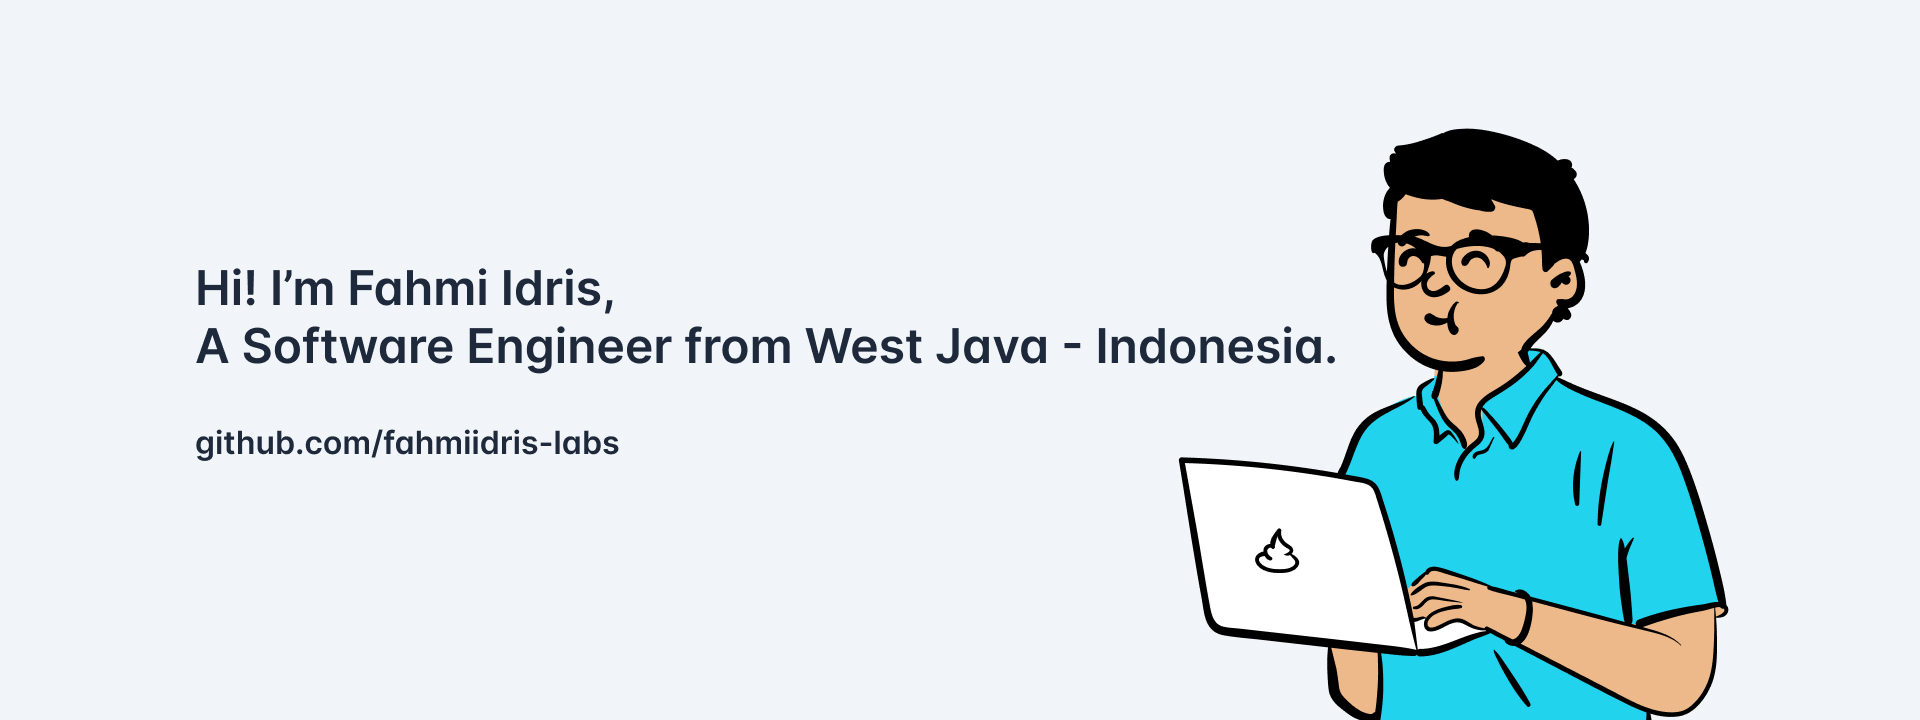 Hi! I’m Fahmi Idris,
A Software Engineer from West Java - Indonesia.
github.com/fahmiidris-labs